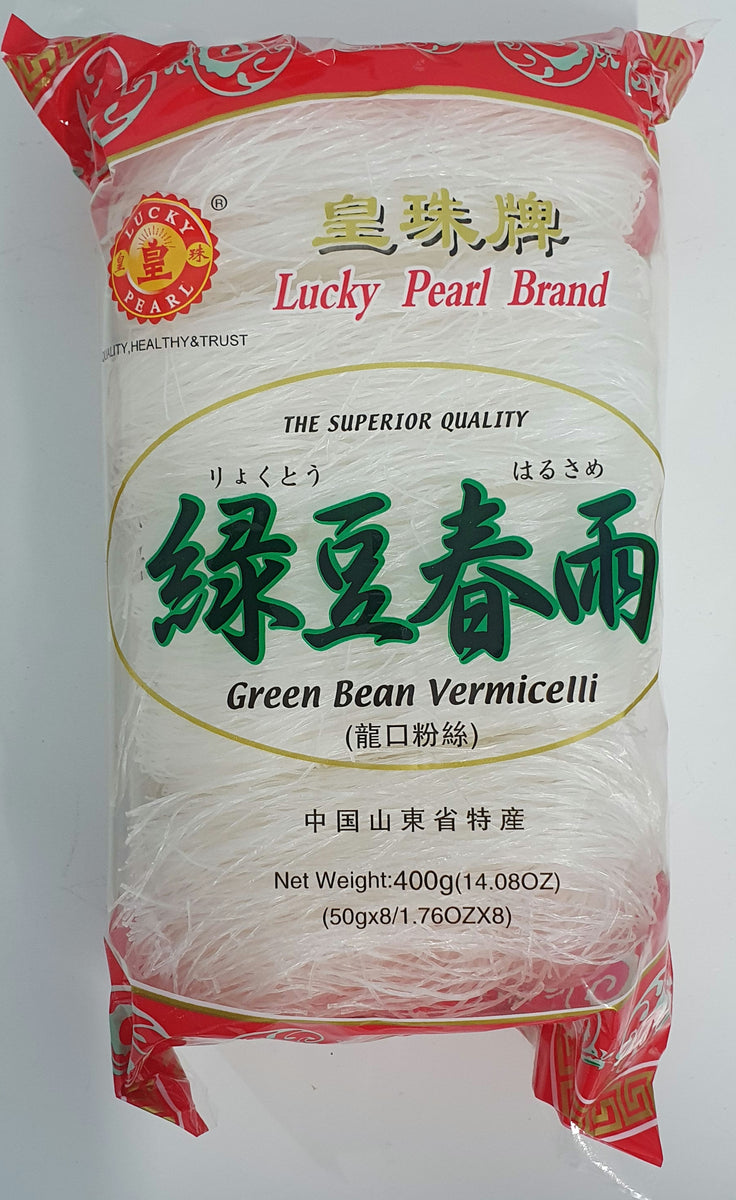 LUCKY
皇 皇 珠
PEARL
®
皇珠牌
Lucky Pearl Brand
,HEALTHY&TRUST
THE SUPERIOR QUALITY
りょくとう はるさめ
緑豆春雨
Green Bean Vermicelli
(龍口粉絲)
中国山東省特産
Net Weight:400g(14.08OZ)
(50gx8/1.76OZX8)